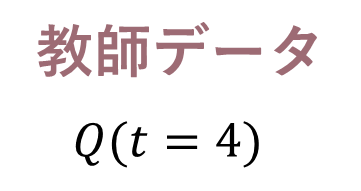 教師データ
Q(t = 4)